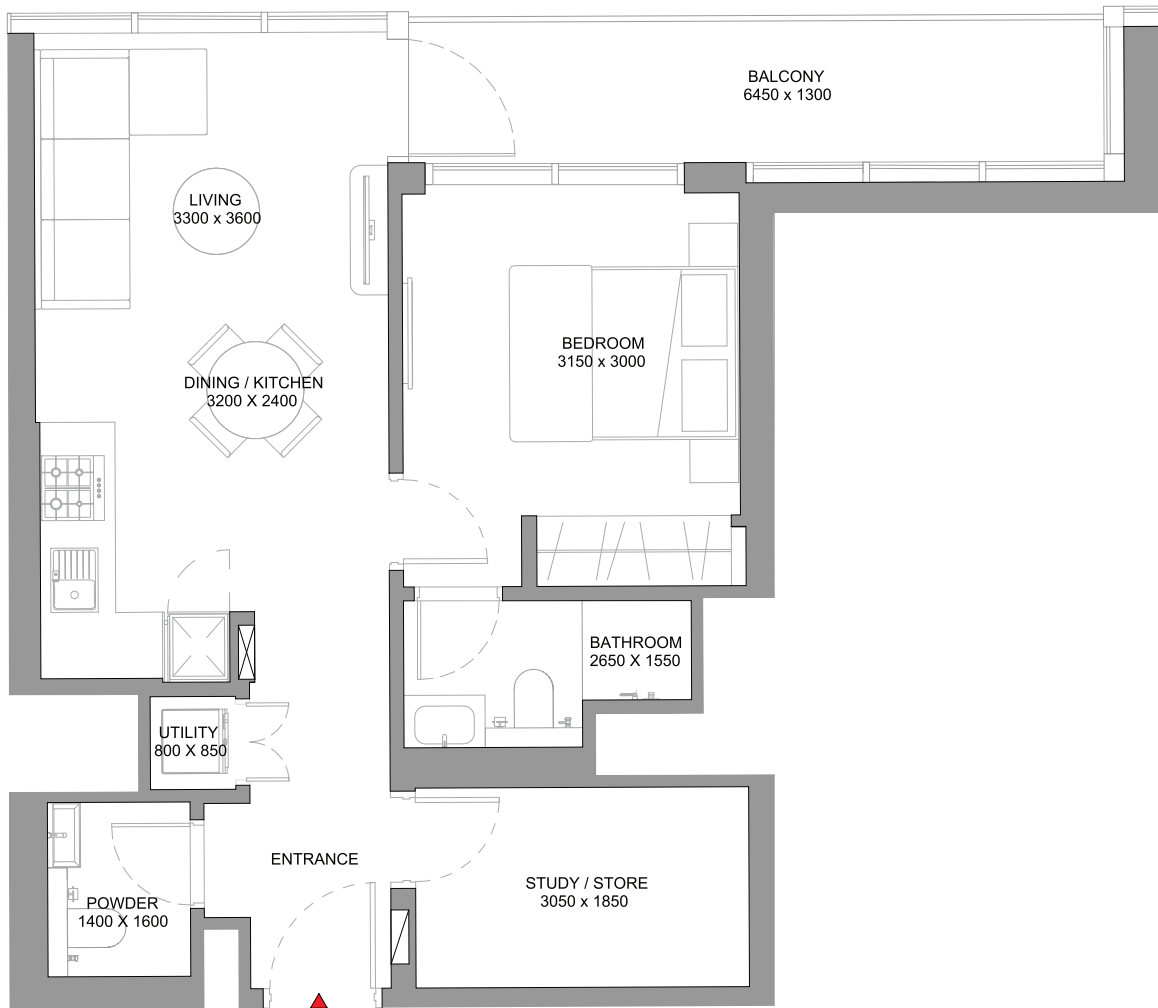 BALCONY
6450 x 1300
LIVING
3300 x 3600
BEDROOM
3150 x 3000
DINING / KITCHEN
3200 X 2400
BATHROOM
2650 X 1550
UTILITY
800 X 850
ENTRANCE
STUDY / STORE
3050 x 1850
POWDER
1400 X 1600